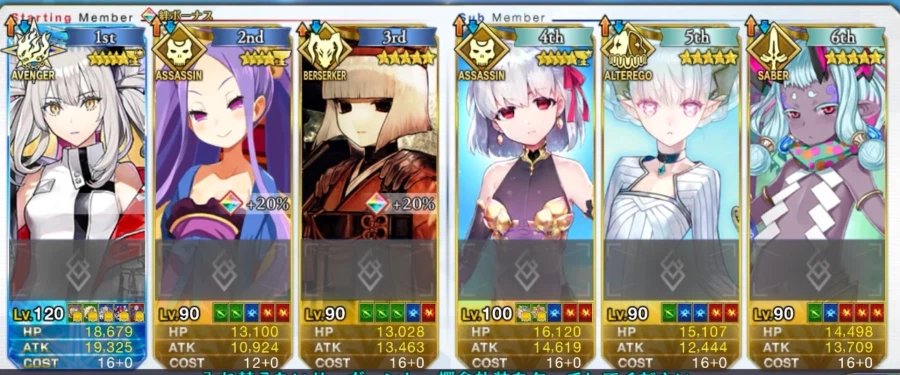 Starting Member 絆ボーナス
Sub Member
1st
AVENGER
Lv.120
HP 18,679
ATK 19,325
COST 16+0
2nd
ASSASSIN
+20%
Lv.90
HP 13,100
ATK 10,924
COST 12+0
3rd
BERSERKER
+20%
Lv.90
HP 13,028
ATK 13,463
COST 16+0
4th
ASSASSIN
Lv.100
HP 16,120
ATK 14,619
COST 16+0
5th
ALTEREGO
Lv.90
HP 15,107
ATK 12,444
COST 16+0
6th
SABER
Lv.90
HP 14,498
ATK 13,709
COST 16+0